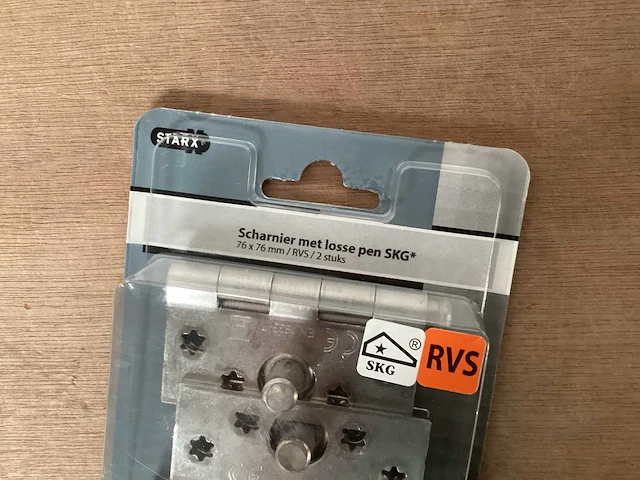 STARX
Scharnier met losse pen SKG*
76 x 76 mm / RVS / 2 stuks
SKG
®
RVS